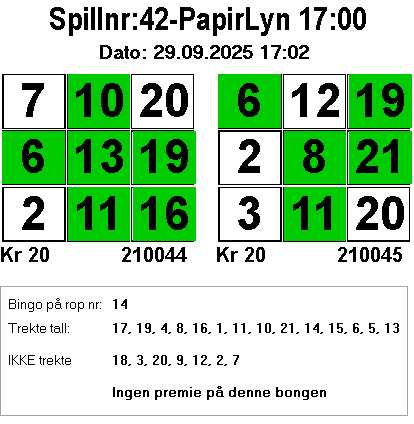 Spillnr:42-PapirLyn 17:00
Dato: 29.09.2025 17:02
7 10 20 6 12 19
6 13 19 2 8 21
2 11 16 3 11 20
Kr 20 210044 Kr 20 210045
Bingo på rop nr: 14
Trekte tall: 17, 19, 4, 8, 16, 1, 11, 10, 21, 14, 15, 6, 5, 13
IKKE trekte 18, 3, 20, 9, 12, 2, 7
Ingen premie på denne bongen